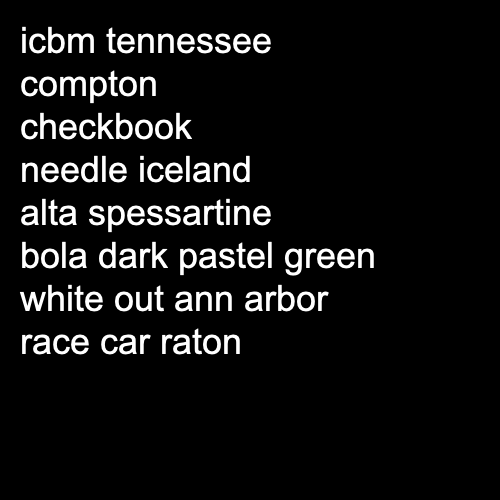 icbm tennessee
compton
checkbook
needle iceland
alta spessartine
bola dark pastel green
white out ann arbor
race car raton